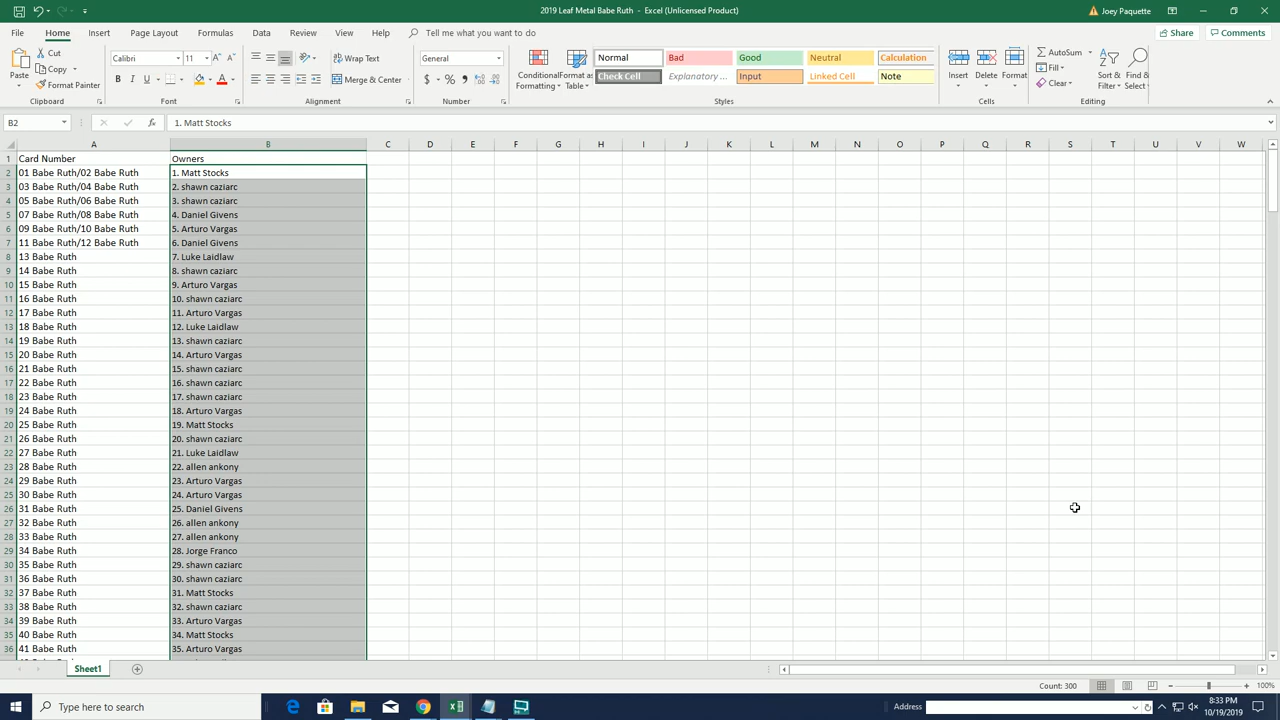 2019 Leaf Metal Babe Ruth - Excel (Unlicensed Product)
Joey Paquette
File Home Insert Page Layout Formulas Data Review View Help Tell me what you want to do
Share Comments
Paste
Cut
Copy
Format Painter
Calibri 11
B I U
Wrap Text
Merge & Center
General
$ % ,
Conditional Formatting
Format as Table
Normal Bad Good Neutral Calculation
Check Cell Explanatory ... Input Linked Cell Note
Insert Delete Format
AutoSum
Fill
Clear
Sort & Filter
Find & Select
Clipboard Font Alignment Number Styles Cells Editing
B2 fx 1. Matt Stocks
A B C D E F G H I J K L M N O P Q R S T U V W
1 Card Number Owners
2 01 Babe Ruth/02 Babe Ruth 1. Matt Stocks
3 03 Babe Ruth/04 Babe Ruth 2. shawn caziarc
4 05 Babe Ruth/06 Babe Ruth 3. shawn caziarc
5 07 Babe Ruth/08 Babe Ruth 4. Daniel Givens
6 09 Babe Ruth/10 Babe Ruth 5. Arturo Vargas
7 11 Babe Ruth/12 Babe Ruth 6. Daniel Givens
8 13 Babe Ruth 7. Luke Laidlaw
9 14 Babe Ruth 8. shawn caziarc
10 15 Babe Ruth 9. Arturo Vargas
11 16 Babe Ruth 10. shawn caziarc
12 17 Babe Ruth 11. Arturo Vargas
13 18 Babe Ruth 12. Luke Laidlaw
14 19 Babe Ruth 13. shawn caziarc
15 20 Babe Ruth 14. Arturo Vargas
16 21 Babe Ruth 15. shawn caziarc
17 22 Babe Ruth 16. shawn caziarc
18 23 Babe Ruth 17. shawn caziarc
19 24 Babe Ruth 18. Arturo Vargas
20 25 Babe Ruth 19. Matt Stocks
21 26 Babe Ruth 20. shawn caziarc
22 27 Babe Ruth 21. Luke Laidlaw
23 28 Babe Ruth 22. allen ankony
24 29 Babe Ruth 23. Arturo Vargas
25 30 Babe Ruth 24. Arturo Vargas
26 31 Babe Ruth 25. Daniel Givens
27 32 Babe Ruth 26. allen ankony
28 33 Babe Ruth 27. allen ankony
29 34 Babe Ruth 28. Jorge Franco
30 35 Babe Ruth 29. shawn caziarc
31 36 Babe Ruth 30. shawn caziarc
32 37 Babe Ruth 31. Matt Stocks
33 38 Babe Ruth 32. shawn caziarc
34 39 Babe Ruth 33. Arturo Vargas
35 40 Babe Ruth 34. Matt Stocks
36 41 Babe Ruth 35. Arturo Vargas
Sheet1
Count: 300 100%
Type here to search
Address
8:33 PM
10/19/2019